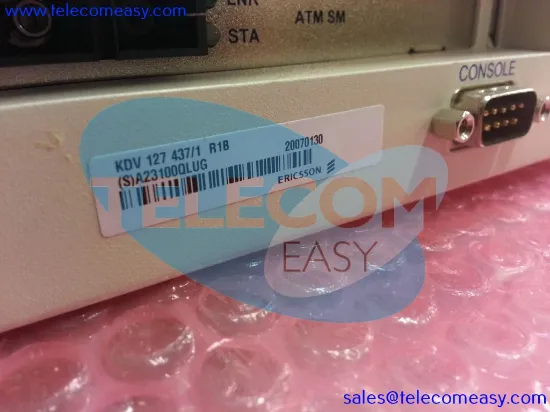 www.telecomeasy.com
LNK
STA
ATM SM
CONSOLE
KDV 127 437/1 R1B
20070130
(S)A23100QLUG
ERICSSON
TELECOM
EASY
sales@telecomeasy.com